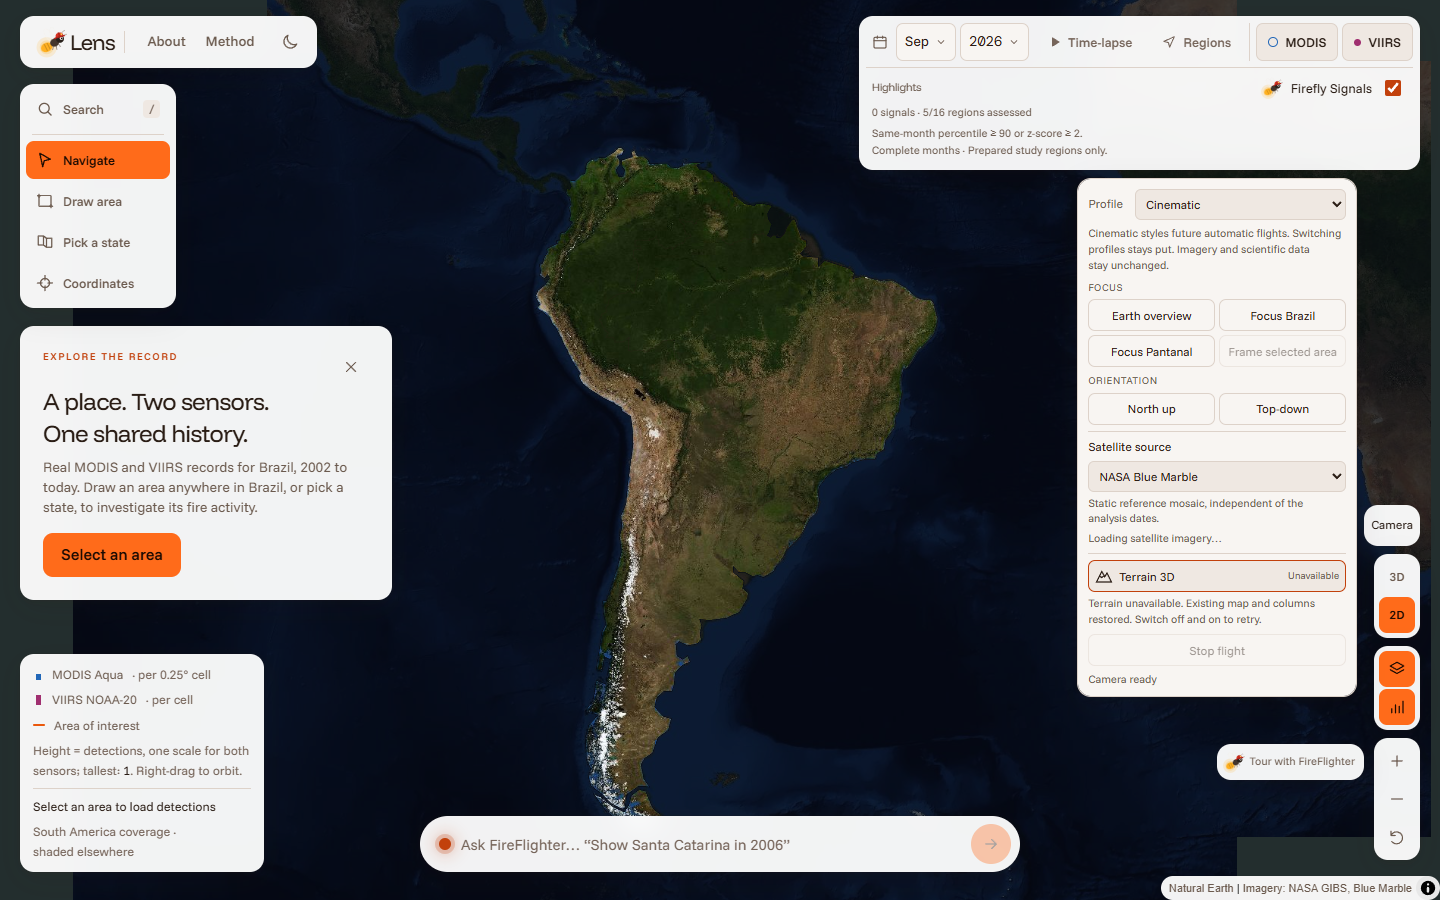 Lens
About
Method
Search
/
Navigate
Draw area
Pick a state
Coordinates
EXPLORE THE RECORD
A place. Two sensors.
One shared history.
Real MODIS and VIIRS records for Brazil, 2002 to
today. Draw an area anywhere in Brazil, or pick a
state, to investigate its fire activity.
Select an area
MODIS Aqua · per 0.25° cell
VIIRS NOAA-20 · per cell
Area of interest
Height = detections, one scale for both
sensors; tallest: 1. Right-drag to orbit.
Select an area to load detections
South America coverage ·
shaded elsewhere
Sep
2026
Time-lapse
Regions
MODIS
VIIRS
Highlights
Firefly Signals
0 signals · 5/16 regions assessed
Same-month percentile ≥ 90 or z-score ≥ 2.
Complete months · Prepared study regions only.
Profile
Cinematic
Cinematic styles future automatic flights. Switching
profiles stays put. Imagery and scientific data
stay unchanged.
FOCUS
Earth overview
Focus Brazil
Focus Pantanal
Frame selected area
ORIENTATION
North up
Top-down
Satellite source
NASA Blue Marble
Static reference mosaic, independent of the
analysis dates.
Loading satellite imagery…
Terrain 3D
Unavailable
Terrain unavailable. Existing map and columns
restored. Switch off and on to retry.
Stop flight
Camera ready
Camera
3D
2D
Tour with FireFlighter
Ask FireFlighter… “Show Santa Catarina in 2006”
Natural Earth | Imagery: NASA GIBS, Blue Marble